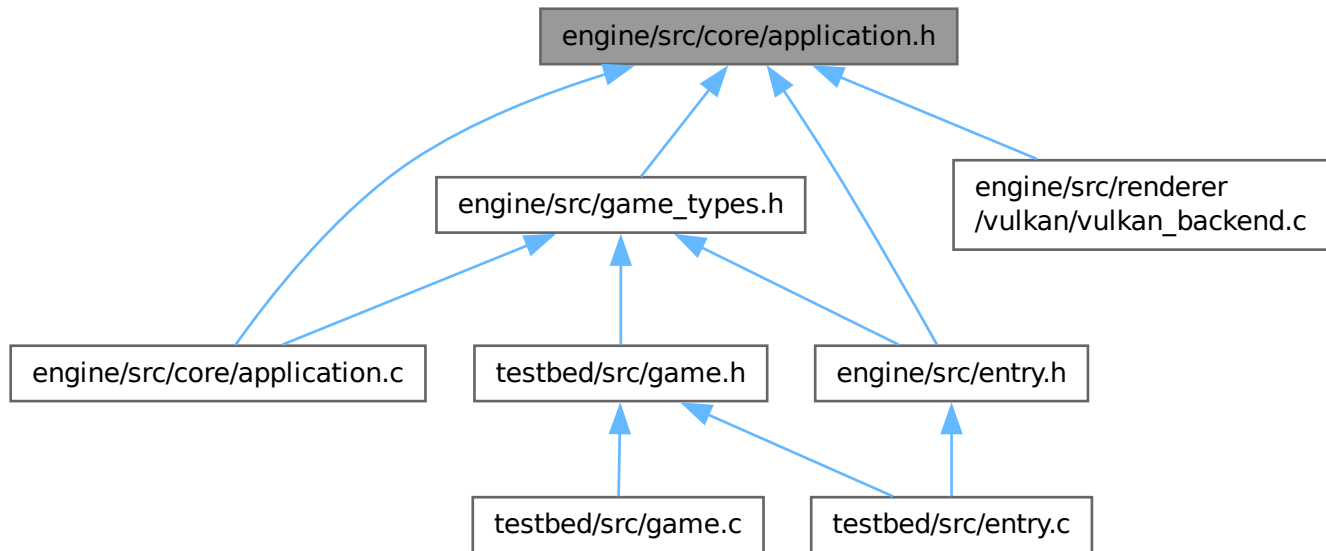 engine/src/core/application.h
engine/src/game_types.h
engine/src/renderer
/vulkan/vulkan_backend.c
engine/src/core/application.c
testbed/src/game.h
engine/src/entry.h
testbed/src/game.c
testbed/src/entry.c